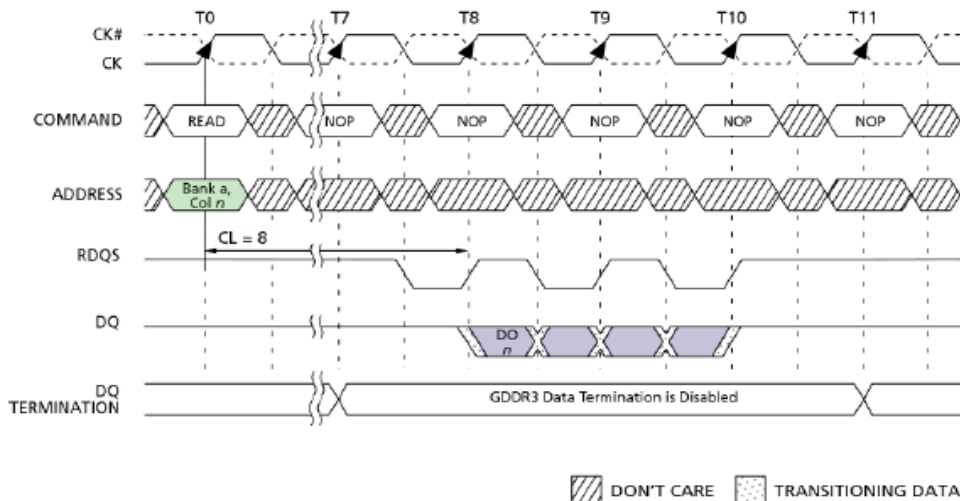 T0 T7 T8 T9 T10 T11
CK#
CK
COMMAND READ NOP NOP NOP NOP NOP
ADDRESS Bank a,
Col n
CL = 8
RDQS
DQ
DO
n
DQ
TERMINATION GDDR3 Data Termination is Disabled
DON'T CARE TRANSITIONING DATA